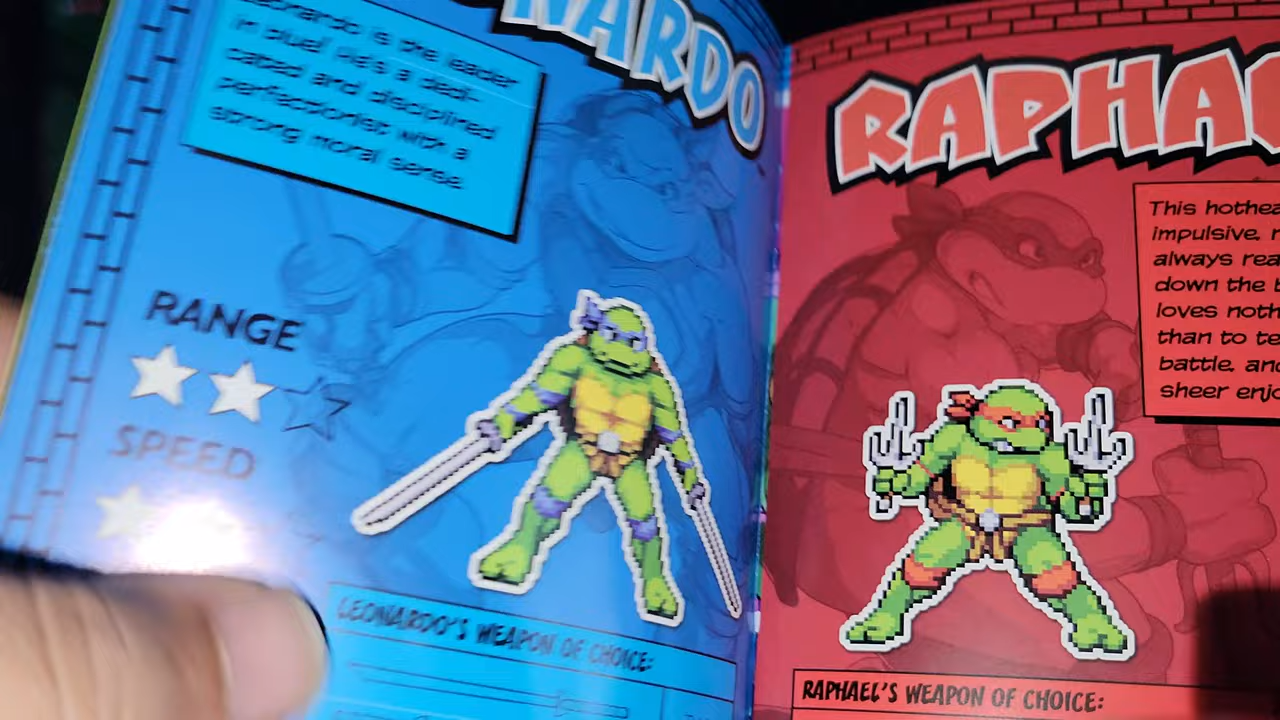 NARDO
Leonardo is the leader
in blue! He's a dedi-
cated and disciplined
perfectionist with a
strong moral sense
RANGE
SPEED
LEONARDO'S WEAPON OF CHOICE:
RAPHA
This hothea
impulsive, r
always rea
down the b
loves noth
than to te
battle, and
sheer enjo
RAPHAEL'S WEAPON OF CHOICE: